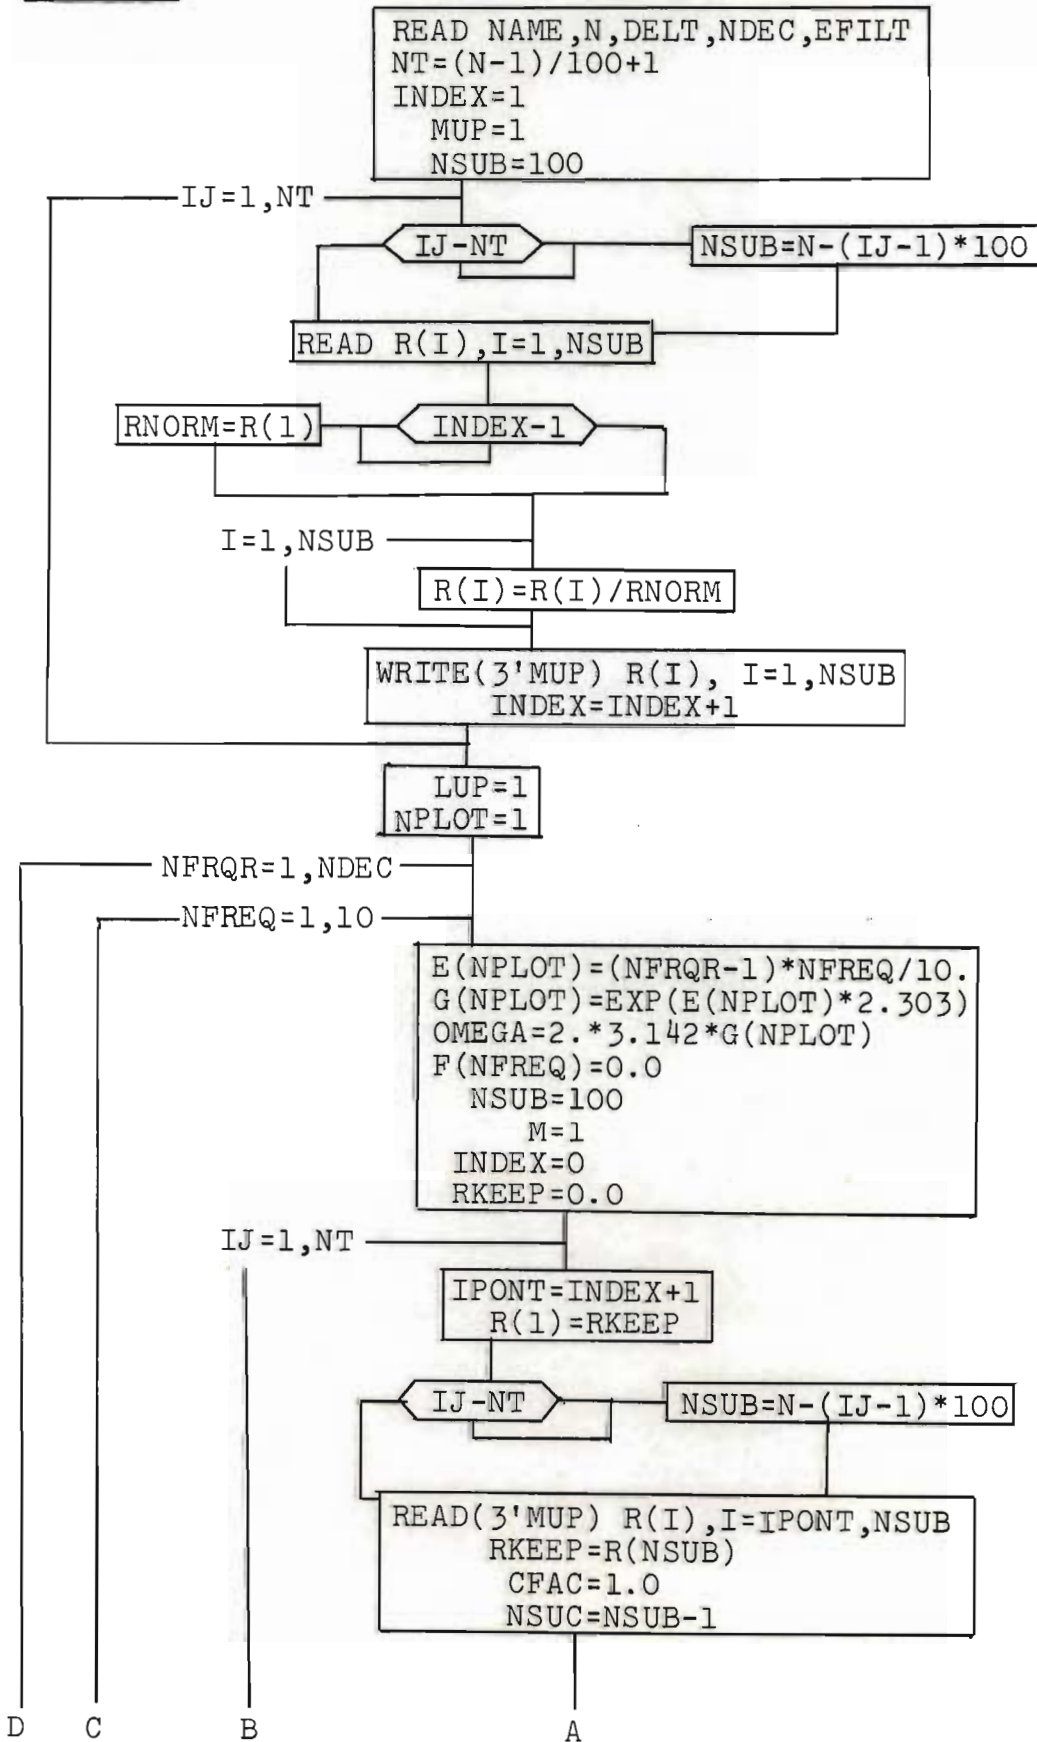 READ NAME,N,DELT,NDEC,EFILT
NT=(N-1)/100+1
INDEX=1
MUP=1
NSUB=100
IJ=1,NT
IJ-NT
NSUB=N-(IJ-1)*100
READ R(I),I=1,NSUB
RNORM=R(1)
INDEX-1
I=1,NSUB
R(I)=R(I)/RNORM
WRITE(3'MUP) R(I), I=1,NSUB
INDEX=INDEX+1
LUP=1
NPLOT=1
NFRQR=1,NDEC
NFREQ=1,10
E(NPLOT)=(NFRQR-1)*NFREQ/10.
G(NPLOT)=EXP(E(NPLOT)*2.303)
OMEGA=2.*3.142*G(NPLOT)
F(NFREQ)=0.0
NSUB=100
M=1
INDEX=0
RKEEP=0.0
IJ=1,NT
IPONT=INDEX+1
R(1)=RKEEP
IJ-NT
NSUB=N-(IJ-1)*100
READ(3'MUP) R(I),I=IPONT,NSUB
RKEEP=R(NSUB)
CFAC=1.0
NSUC=NSUB-1
D C B A